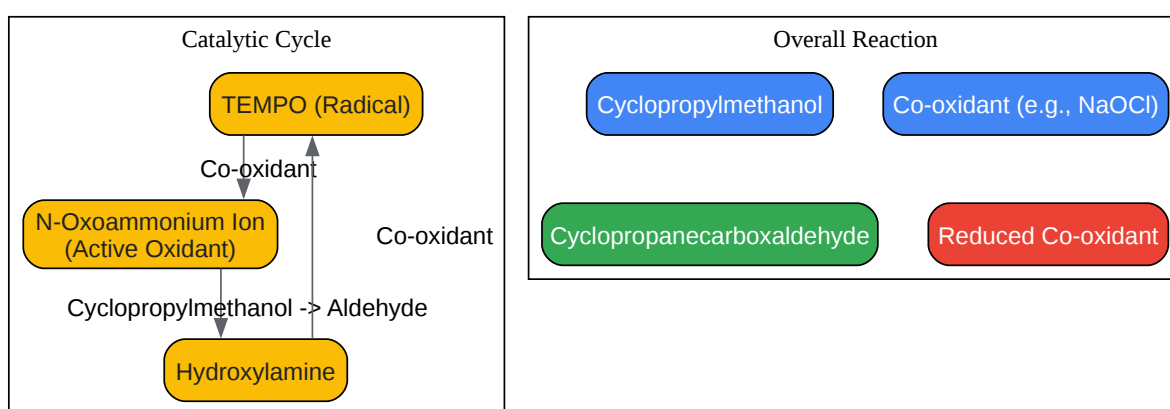 Catalytic Cycle
TEMPO (Radical)
Co-oxidant
N-Oxoammonium Ion
(Active Oxidant)
Co-oxidant
Cyclopropylmethanol -> Aldehyde
Hydroxylamine
Overall Reaction
Cyclopropylmethanol
Co-oxidant (e.g., NaOCl)
Cyclopropanecarboxaldehyde
Reduced Co-oxidant